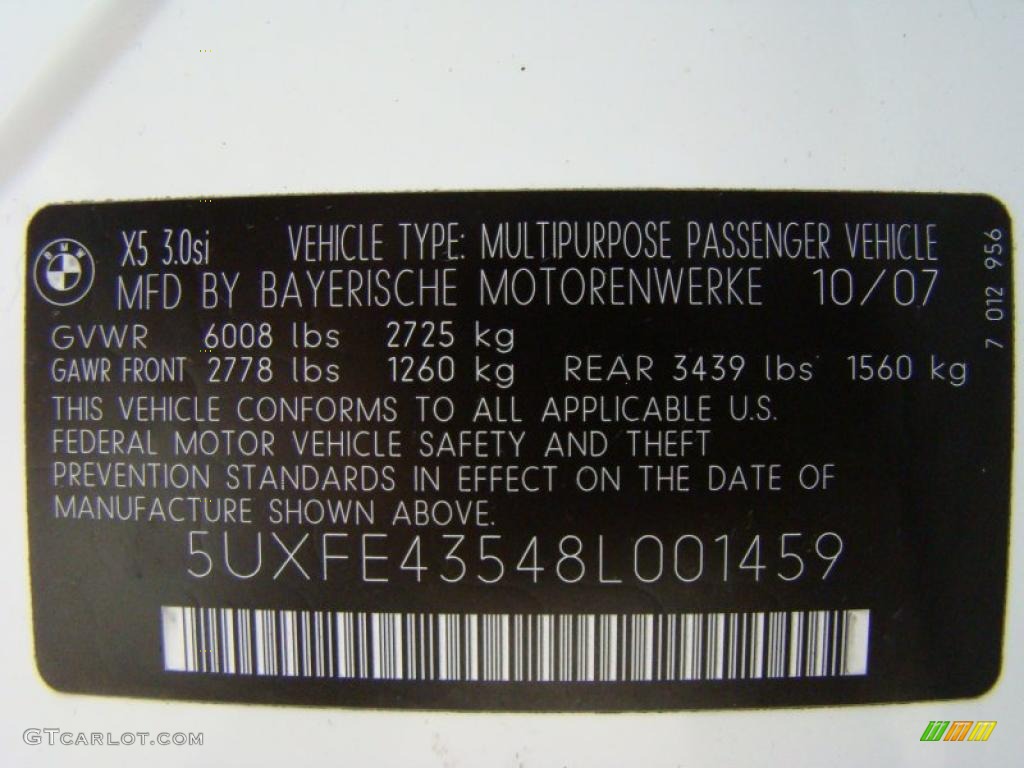 X5 3.0si VEHICLE TYPE: MULTIPURPOSE PASSENGER VEHICLE
MFD BY BAYERISCHE MOTORENWERKE 10/07
GVWR 6008 lbs 2725 kg
GAWR FRONT 2778 lbs 1260 kg REAR 3439 lbs 1560 kg
THIS VEHICLE CONFORMS TO ALL APPLICABLE U.S.
FEDERAL MOTOR VEHICLE SAFETY AND THEFT
PREVENTION STANDARDS IN EFFECT ON THE DATE OF
MANUFACTURE SHOWN ABOVE.
5UXFE43548L001459
7 012 956
BMW
GTCARLOT.COM